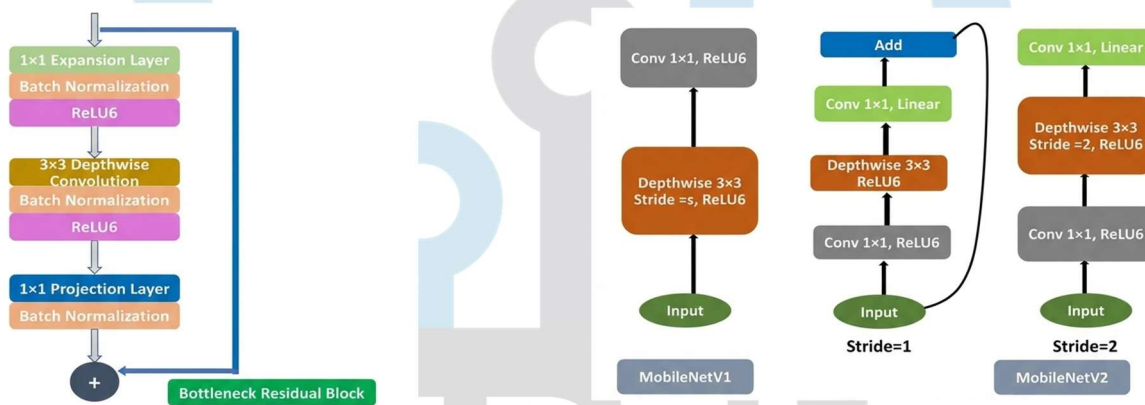 1×1 Expansion Layer
Batch Normalization
ReLU6
3×3 Depthwise
Convolution
Batch Normalization
ReLU6
1×1 Projection Layer
Batch Normalization
+
Bottleneck Residual Block
Conv 1×1, ReLU6
Depthwise 3×3
Stride =s, ReLU6
Input
MobileNetV1
Add
Conv 1×1, Linear
Depthwise 3×3
ReLU6
Conv 1×1, ReLU6
Input
Stride=1
Conv 1×1, Linear
Depthwise 3×3
Stride =2, ReLU6
Conv 1×1, ReLU6
Input
Stride=2
MobileNetV2